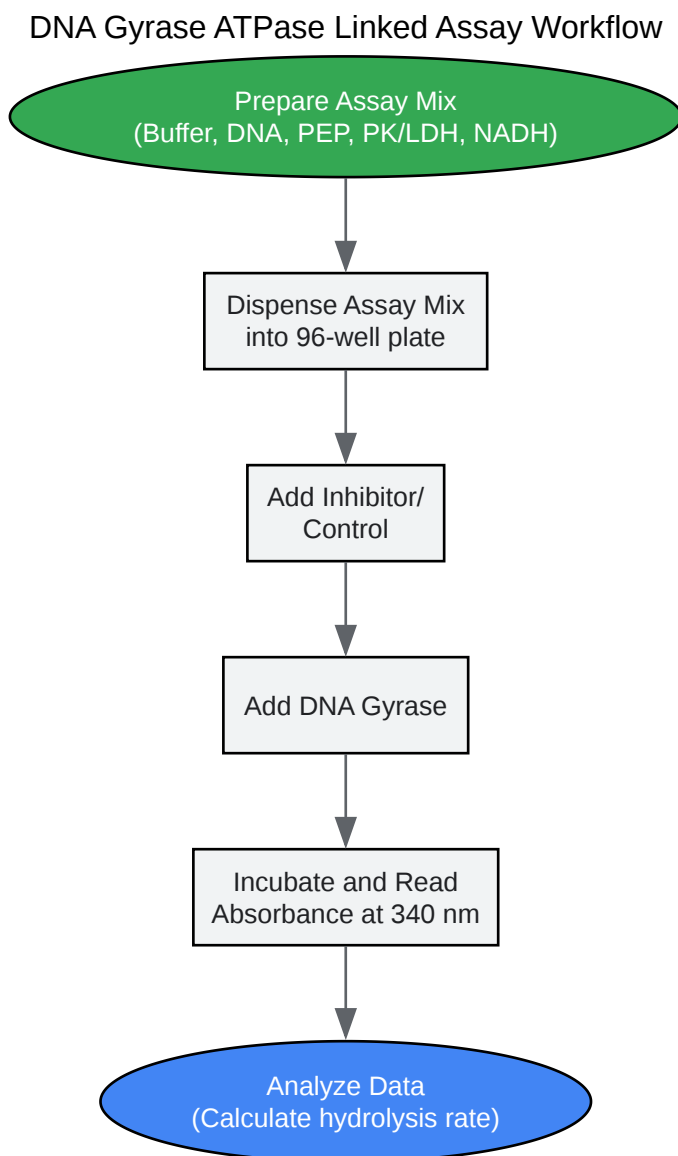 DNA Gyrase ATPase Linked Assay Workflow
Prepare Assay Mix
(Buffer, DNA, PEP, PK/LDH, NADH)
Dispense Assay Mix
into 96-well plate
Add Inhibitor/
Control
Add DNA Gyrase
Incubate and Read
Absorbance at 340 nm
Analyze Data
(Calculate hydrolysis rate)